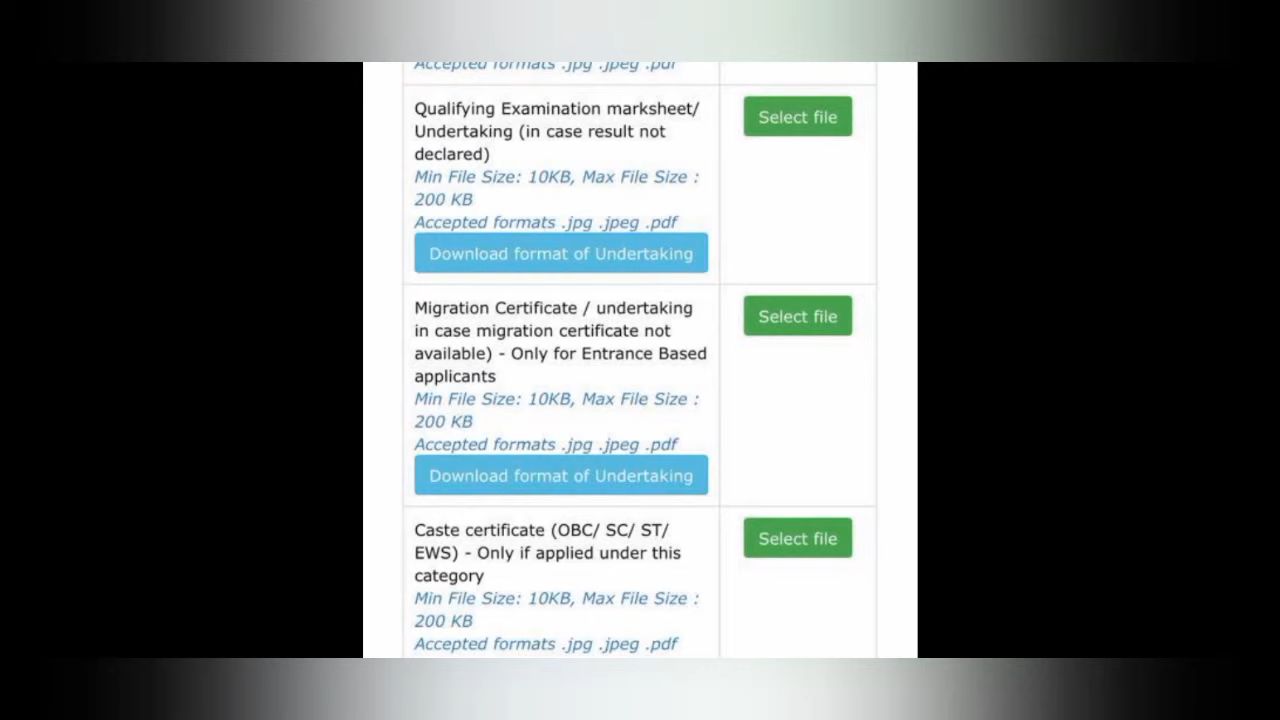 Accepted formats .jpg .jpeg .pdf
Qualifying Examination marksheet/
Undertaking (in case result not
declared)
Min File Size: 10KB, Max File Size :
200 KB
Accepted formats .jpg .jpeg .pdf
Download format of Undertaking
Select file
Migration Certificate / undertaking
in case migration certificate not
available) - Only for Entrance Based
applicants
Min File Size: 10KB, Max File Size :
200 KB
Accepted formats .jpg .jpeg .pdf
Download format of Undertaking
Select file
Caste certificate (OBC/ SC/ ST/
EWS) - Only if applied under this
category
Min File Size: 10KB, Max File Size :
200 KB
Accepted formats .jpg .jpeg .pdf
Select file